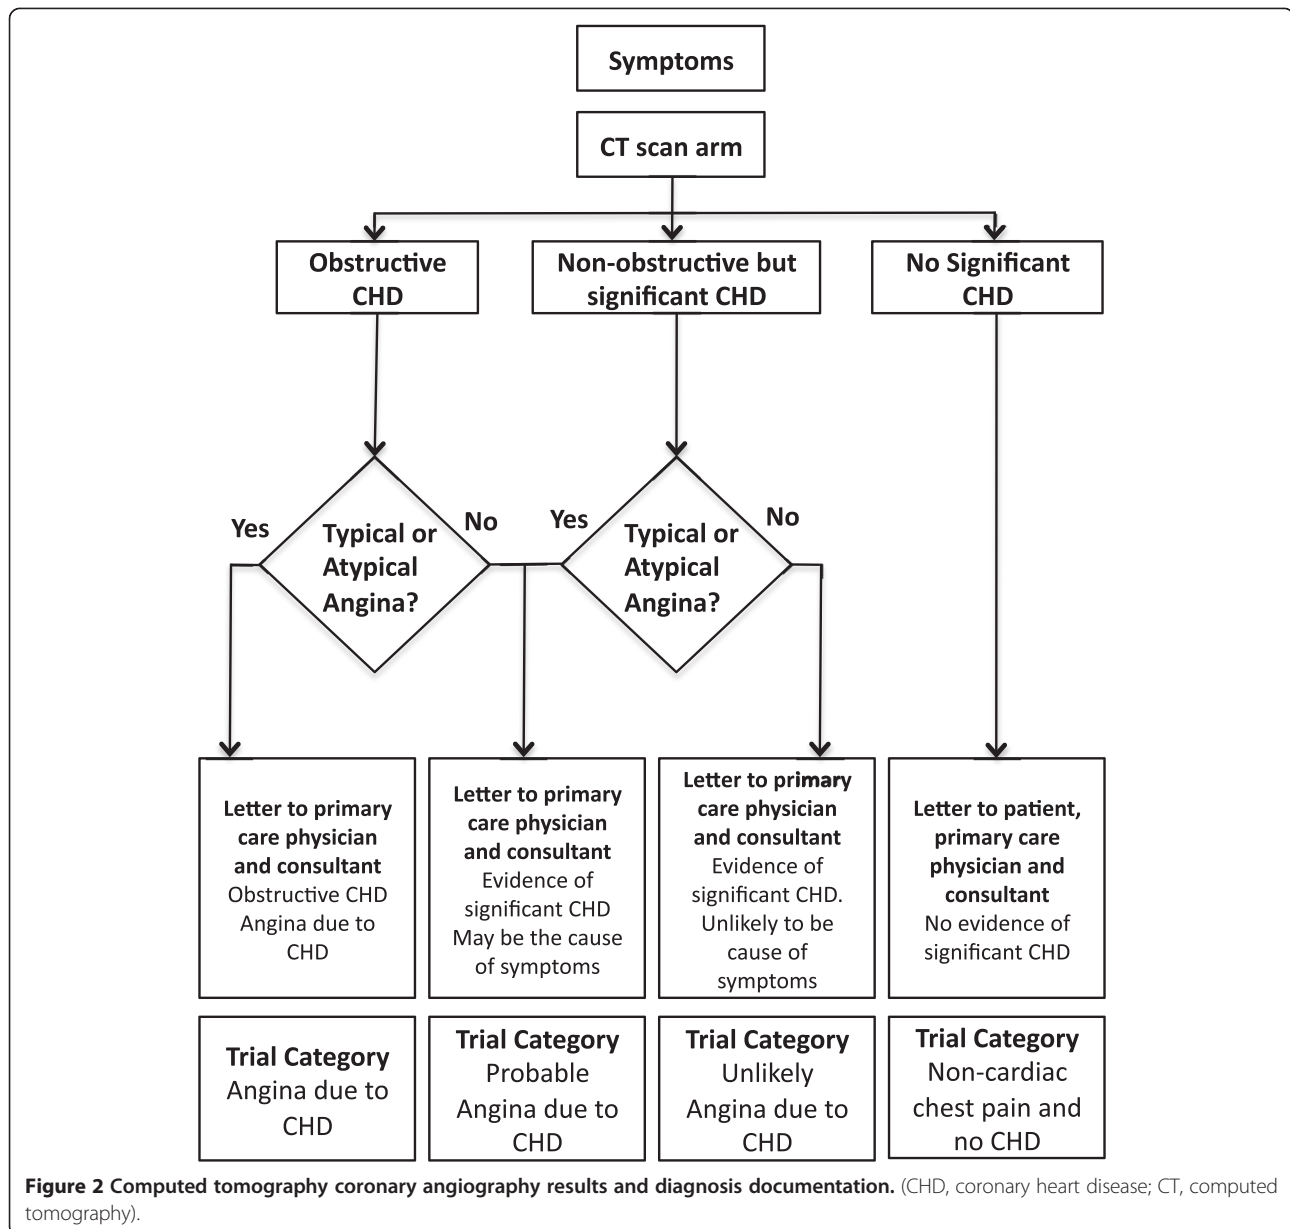 Symptoms
CT scan arm
Obstructive
CHD
Non-obstructive but
significant CHD
No Significant
CHD
Yes
Typical or
Atypical
Angina?
No
Yes
Typical or
Atypical
Angina?
No
Letter to primary
care physician
and consultant
Obstructive CHD
Angina due to
CHD
Letter to primary
care physician
and consultant
Evidence of
significant CHD
May be the cause
of symptoms
Letter to primary
care physician
and consultant
Evidence of
significant CHD.
Unlikely to be
cause of
symptoms
Letter to patient,
primary care
physician and
consultant
No evidence of
significant CHD
Trial Category
Angina due to
CHD
Trial Category
Probable
Angina due to
CHD
Trial Category
Unlikely
Angina due to
CHD
Trial Category
Non-cardiac
chest pain and
no CHD
Figure 2 Computed tomography coronary angiography results and diagnosis documentation. (CHD, coronary heart disease; CT, computed
tomography).